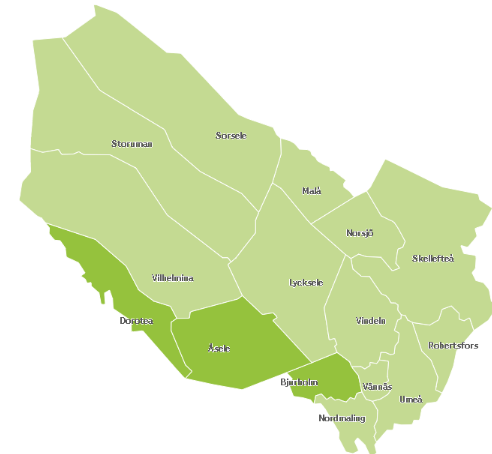 Sorsele
Storuman
Malå
Norsjö
Skellefteå
Vilhelmina
Lycksele
Dorotea
Vindeln
Åsele
Robertsfors
Bjurholm
Vännäs
Umeå
Nordmaling